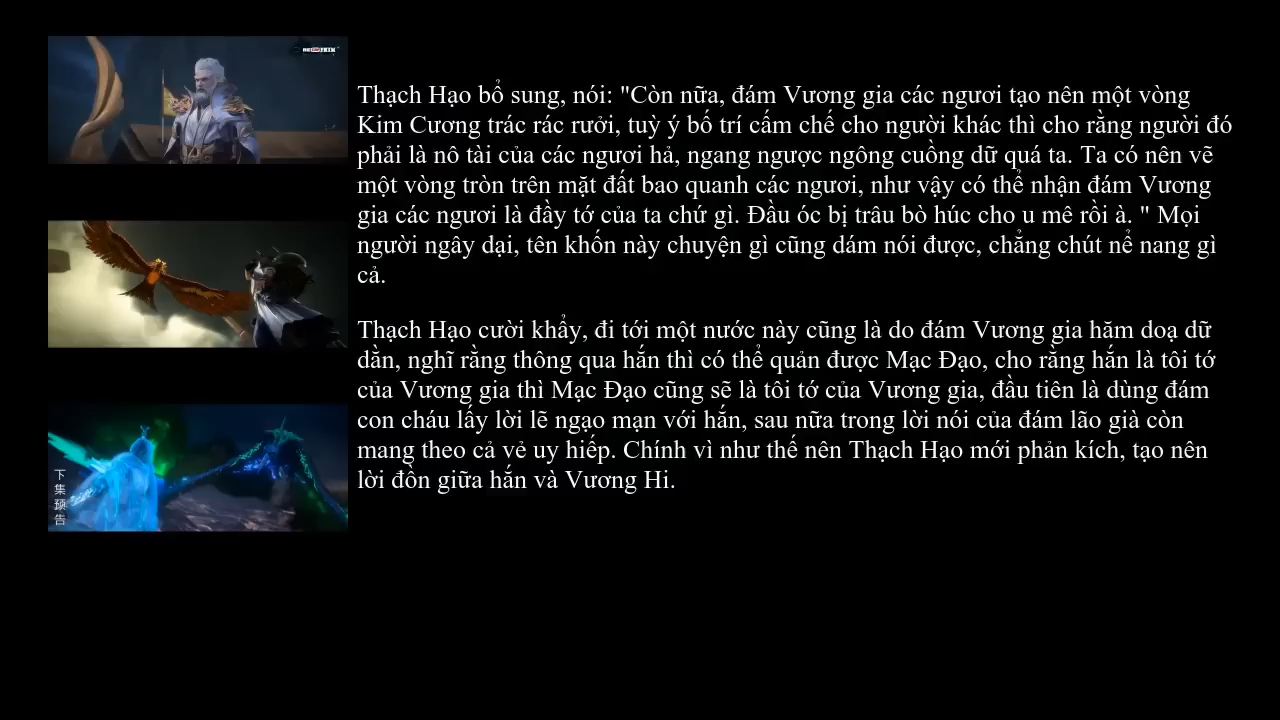 Thạch Hạo bổ sung, nói: "Còn nữa, đám Vương gia các ngươi tạo nên một vòng
Kim Cương trác rác rưởi, tuỳ ý bố trí cấm chế cho người khác thì cho rằng người đó
phải là nô tài của các ngươi hả, ngang ngược ngông cuồng dữ quá ta. Ta có nên vẽ
một vòng tròn trên mặt đất bao quanh các ngươi, như vậy có thể nhận đám Vương
gia các ngươi là đầy tớ của ta chứ gì. Đầu óc bị trâu bò húc cho u mê rồi à. " Mọi
người ngây dại, tên khốn này chuyện gì cũng dám nói được, chẳng chút nể nang gì
cả.
Thạch Hạo cười khẩy, đi tới một nước này cũng là do đám Vương gia hăm doạ dữ
dằn, nghĩ rằng thông qua hắn thì có thể quản được Mạc Đạo, cho rằng hắn là tôi tớ
của Vương gia thì Mạc Đạo cũng sẽ là tôi tớ của Vương gia, đầu tiên là dùng đám
con cháu lấy lời lẽ ngạo mạn với hắn, sau nữa trong lời nói của đám lão già còn
mang theo cả vẻ uy hiếp. Chính vì như thế nên Thạch Hạo mới phản kích, tạo nên
lời đồn giữa hắn và Vương Hi.
下集预告